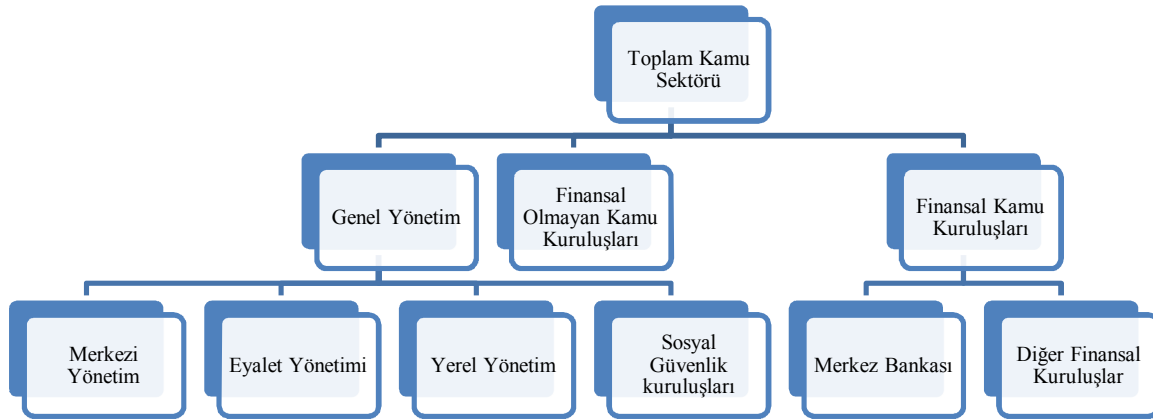 Toplam Kamu
Sektörü
Genel Yönetim
Finansal
Olmayan Kamu
Kuruluşları
Finansal Kamu
Kuruluşları
Merkezi
Yönetim
Eyalet Yönetimi
Yerel Yönetim
Sosyal
Güvenlik
kuruluşları
Merkez Bankası
Diğer Finansal
Kuruluşlar